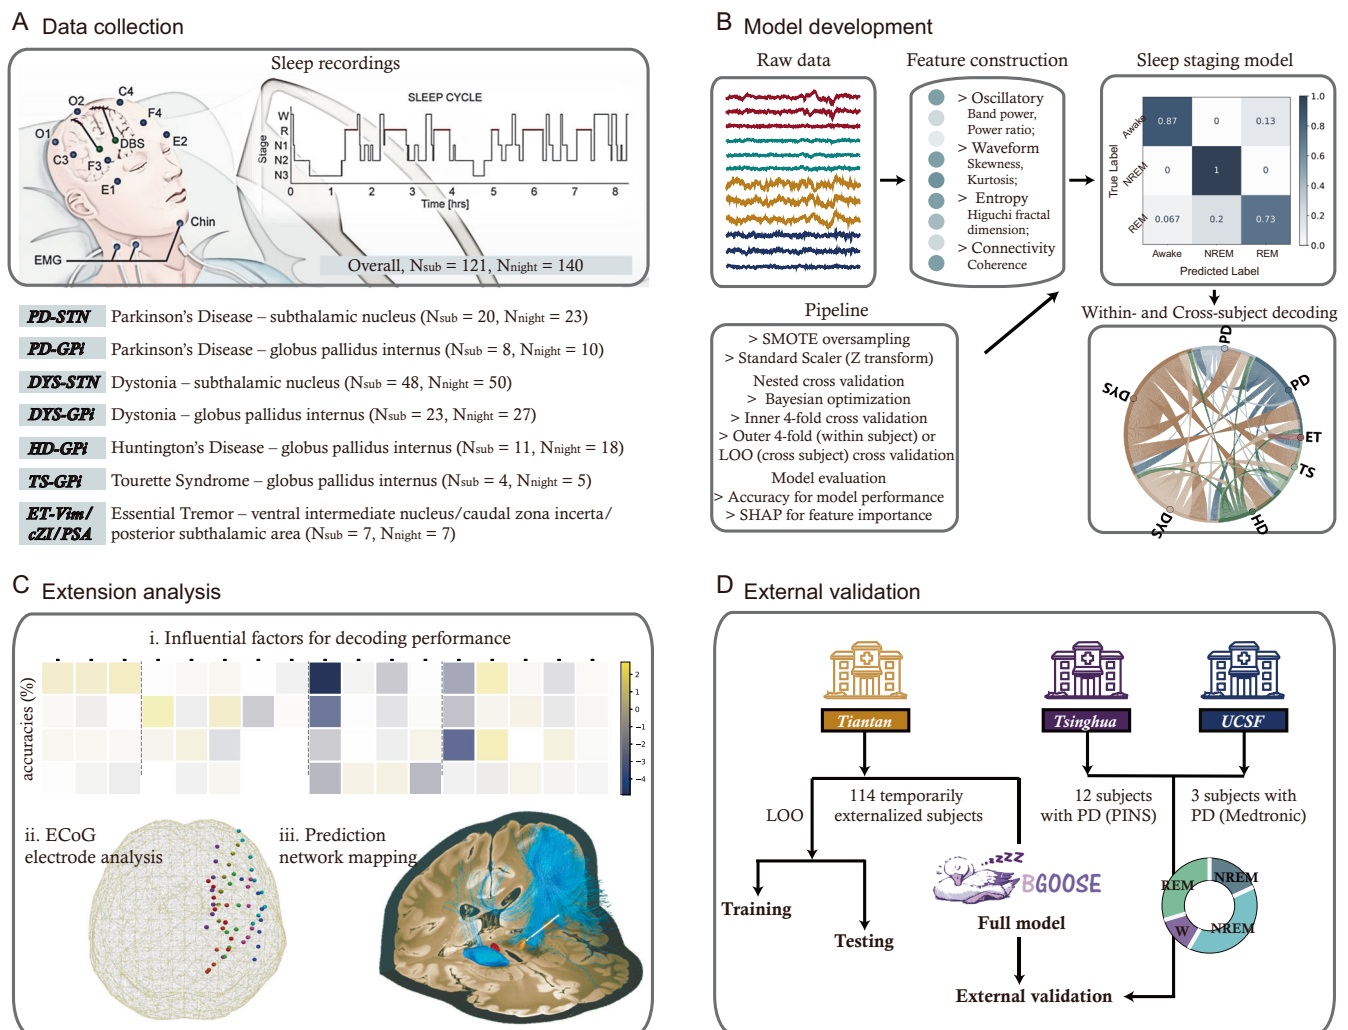 A Data collection
Sleep recordings
C4
O2
F4
O1
E2
DBS
C3
F3
E1
Chin
EMG
SLEEP CYCLE
W
R
N1
N2
N3
Stage
0 1 2 3 4 5 6 7 8
Time [hrs]
Overall, Nsub = 121, Nnight = 140
PD-STN Parkinson's Disease – subthalamic nucleus (Nsub = 20, Nnight = 23)
PD-GPi Parkinson's Disease – globus pallidus internus (Nsub = 8, Nnight = 10)
DYS-STN Dystonia – subthalamic nucleus (Nsub = 48, Nnight = 50)
DYS-GPi Dystonia – globus pallidus internus (Nsub = 23, Nnight = 27)
HD-GPi Huntington's Disease – globus pallidus internus (Nsub = 11, Nnight = 18)
TS-GPi Tourette Syndrome – globus pallidus internus (Nsub = 4, Nnight = 5)
ET-Vim/ Essential Tremor – ventral intermediate nucleus/caudal zona incerta/
cZI/PSA posterior subthalamic area (Nsub = 7, Nnight = 7)
B Model development
Raw data
Feature construction
> Oscillatory
Band power,
Power ratio;
> Waveform
Skewness,
Kurtosis;
> Entropy
Higuchi fractal
dimension;
> Connectivity
Coherence
Sleep staging model
True Label
Awake
NREM
REM
0.87 0 0.13
0 1 0
0.067 0.2 0.73
Awake NREM REM
Predicted Label
1.0
0.8
0.6
0.4
0.2
0.0
Pipeline
> SMOTE oversampling
> Standard Scaler (Z transform)
Nested cross validation
> Bayesian optimization
> Inner 4-fold cross validation
> Outer 4-fold (within subject) or
LOO (cross subject) cross validation
Model evaluation
> Accuracy for model performance
> SHAP for feature importance
Within- and Cross-subject decoding
PD
PD
ET
TS
HD
DYS
DYS
C Extension analysis
i. Influential factors for decoding performance
accuracies (%)
2
1
0
−1
−2
−3
−4
ii. ECoG
electrode analysis
iii. Prediction
network mapping
D External validation
Tiantan
Tsinghua
UCSF
LOO
114 temporarily
externalized subjects
12 subjects
with PD (PINS)
3 subjects with
PD (Medtronic)
Training
Testing
zzzzz
BGOOSE
Full model
External validation
REM
NREM
W
NREM